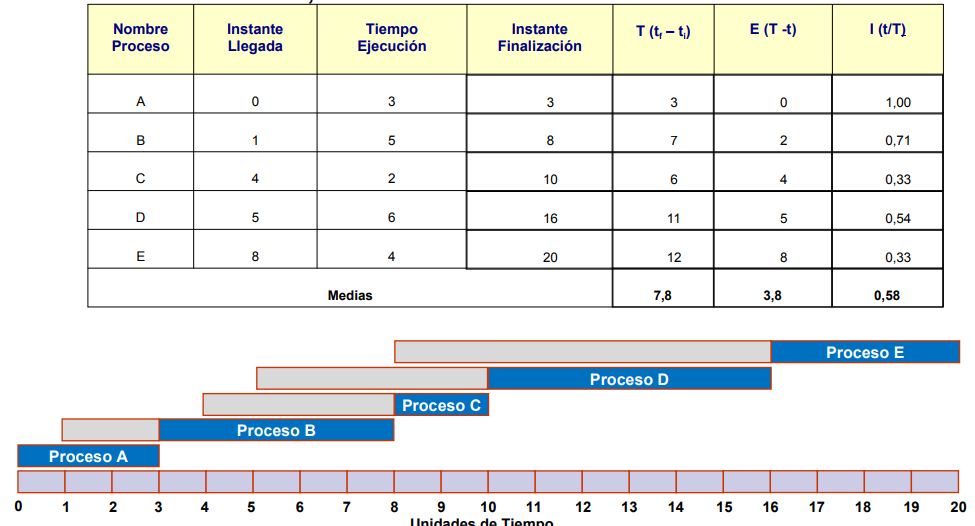 Nombre Proceso Instante Llegada Tiempo Ejecución Instante Finalización T (tf – ti) E (T -t) I (t/T)
A 0 3 3 3 0 1,00
B 1 5 8 7 2 0,71
C 4 2 10 6 4 0,33
D 5 6 16 11 5 0,54
E 8 4 20 12 8 0,33
Medias 7,8 3,8 0,58
Proceso E
Proceso D
Proceso C
Proceso B
Proceso A
0 1 2 3 4 5 6 7 8 9 10 11 12 13 14 15 16 17 18 19 20
Unidades de Tiempo